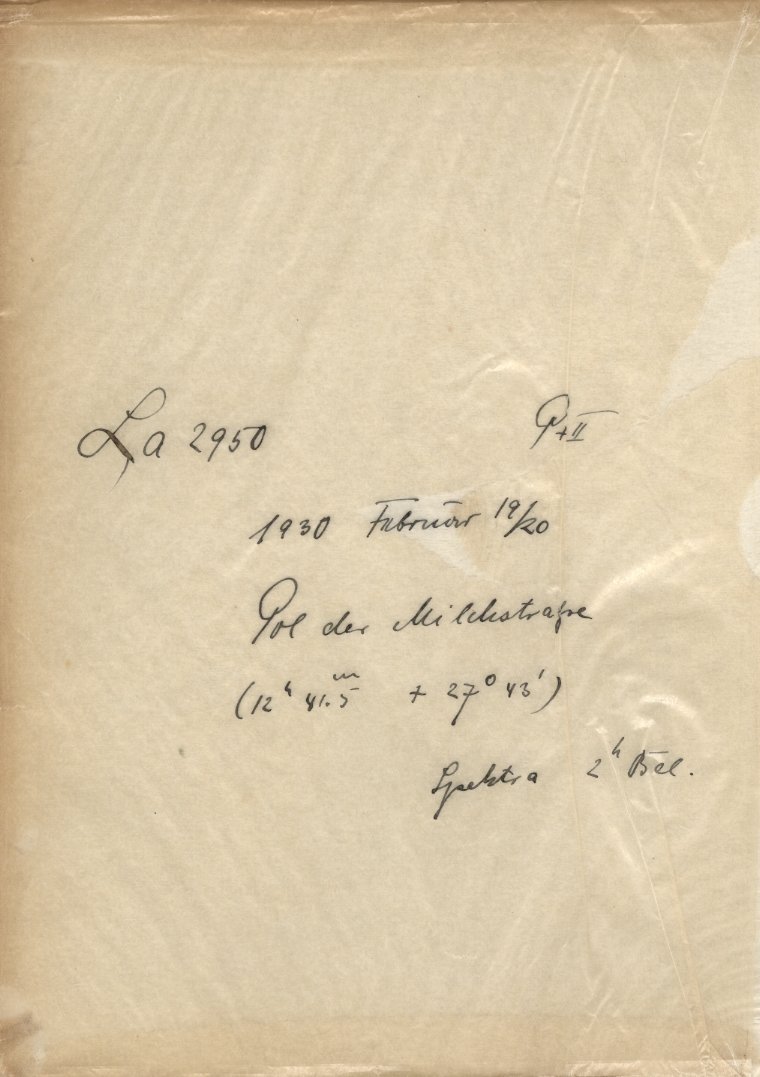 La 2950 P+II
1930 Februar 19/20
Pol der Milchstraße
(12ʰ 41.5ᵐ + 27° 43')
Spektra 2ʰ Bel.